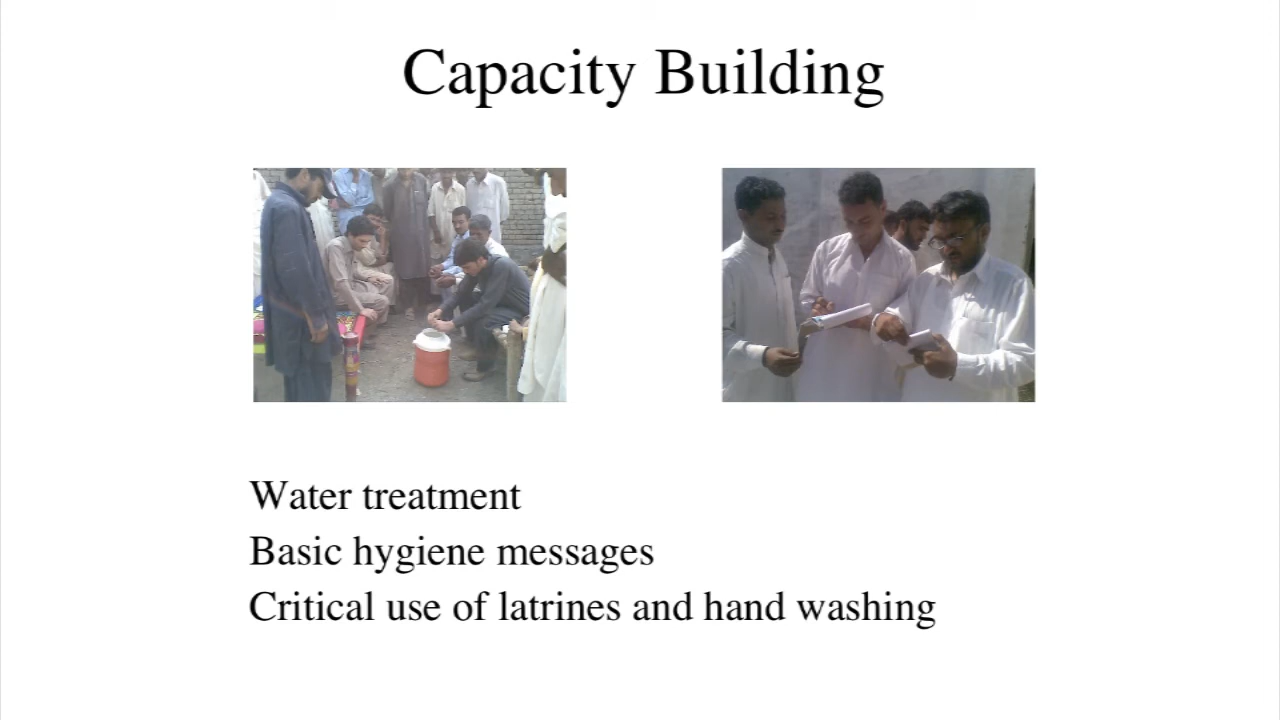 Capacity Building
Water treatment
Basic hygiene messages
Critical use of latrines and hand washing